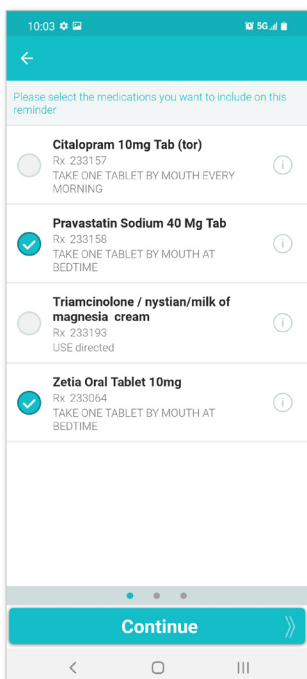 10:03
5G
Please select the medications you want to include on this
reminder
Citalopram 10mg Tab (tor)
Rx 233157
TAKE ONE TABLET BY MOUTH EVERY
MORNING
Pravastatin Sodium 40 Mg Tab
Rx 233158
TAKE ONE TABLET BY MOUTH AT
BEDTIME
Triamcinolone / nystian/milk of
magnesia cream
Rx 233193
USE directed
Zetia Oral Tablet 10mg
Rx 233064
TAKE ONE TABLET BY MOUTH AT
BEDTIME
Continue